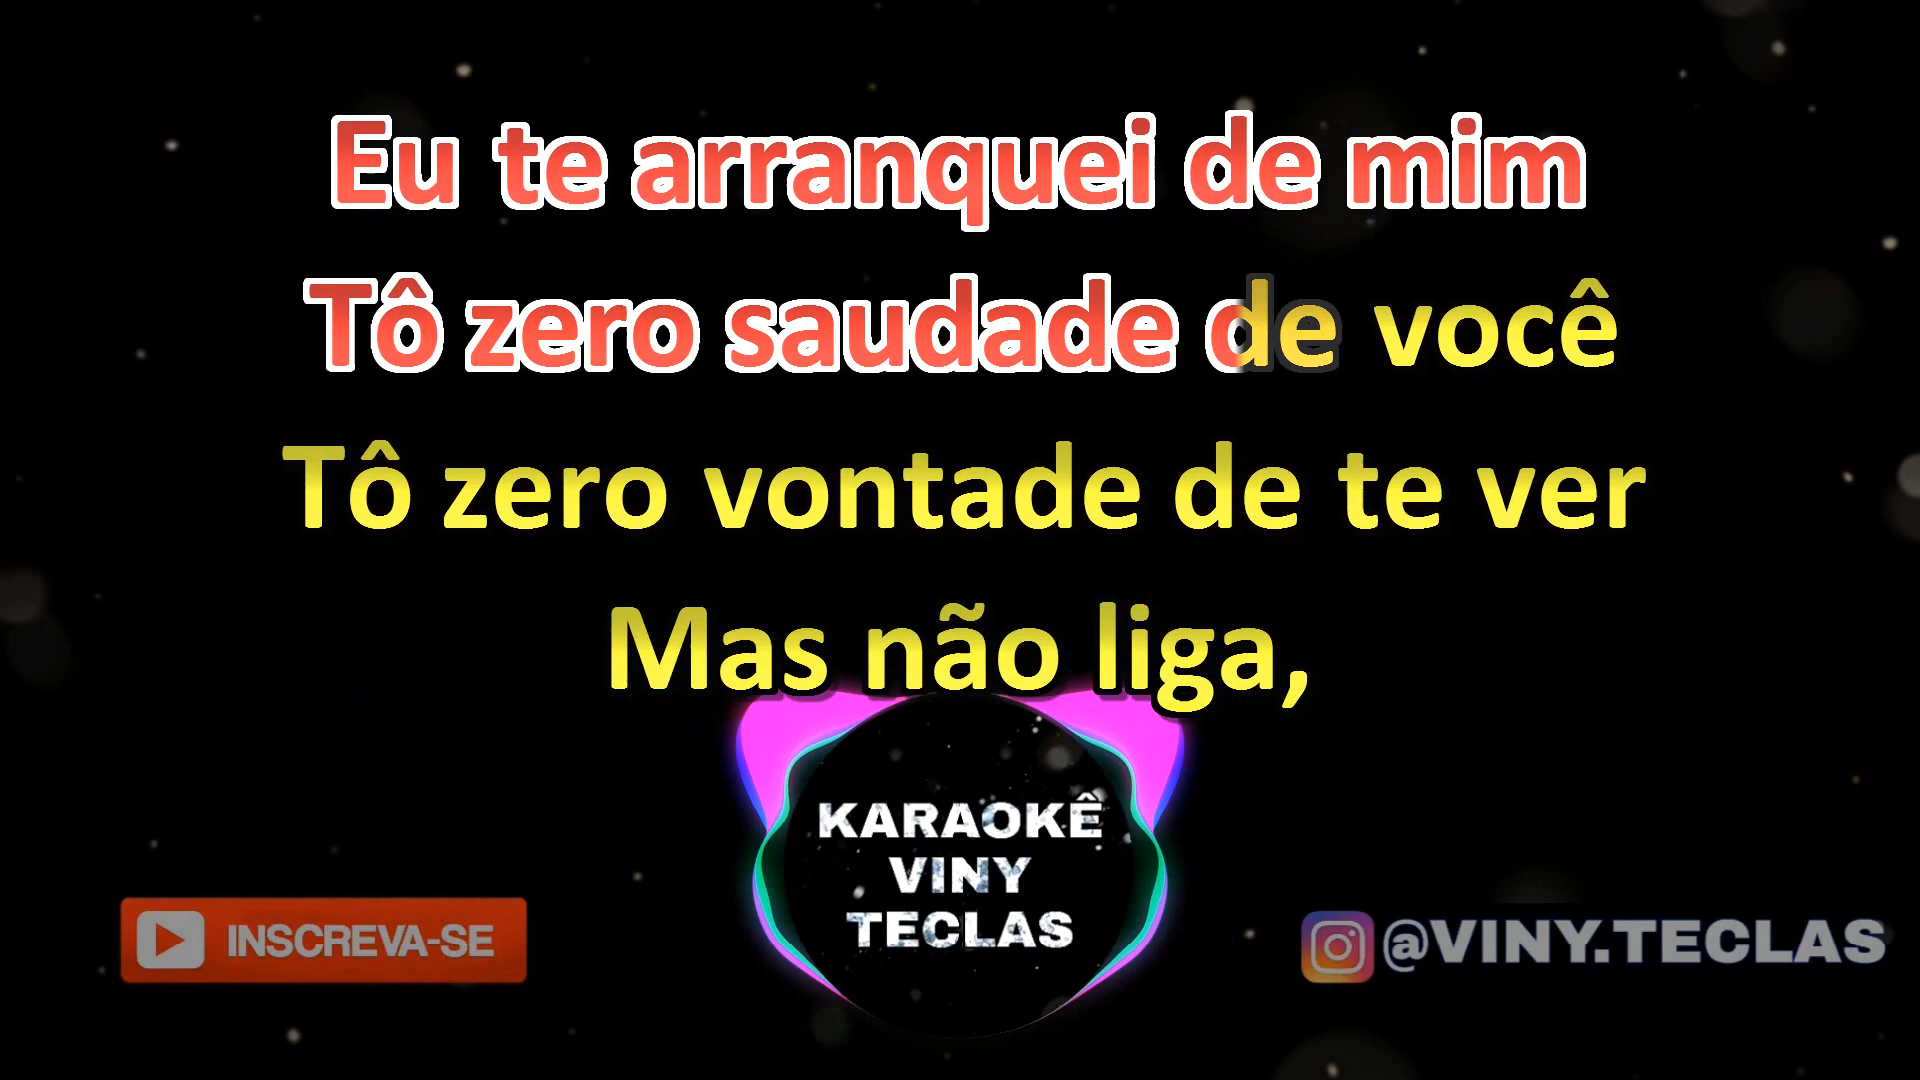 Eu te arranquei de mim
Tô zero saudade de você
Tô zero vontade de te ver
Mas não liga,
KARAOKÊ
VINY
TECLAS
INSCREVA-SE
@VINY.TECLAS